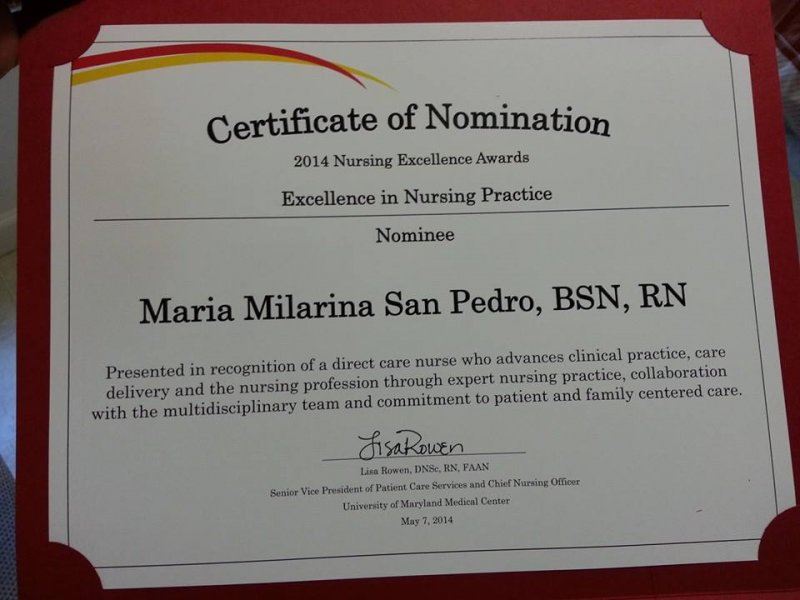 Certificate of Nomination
2014 Nursing Excellence Awards
Excellence in Nursing Practice
Nominee
Maria Milarina San Pedro, BSN, RN
Presented in recognition of a direct care nurse who advances clinical practice, care
delivery and the nursing profession through expert nursing practice, collaboration
with the multidisciplinary team and commitment to patient and family centered care.
Lisa Rowen
Lisa Rowen, DNSc, RN, FAAN
Senior Vice President of Patient Care Services and Chief Nursing Officer
University of Maryland Medical Center
May 7, 2014